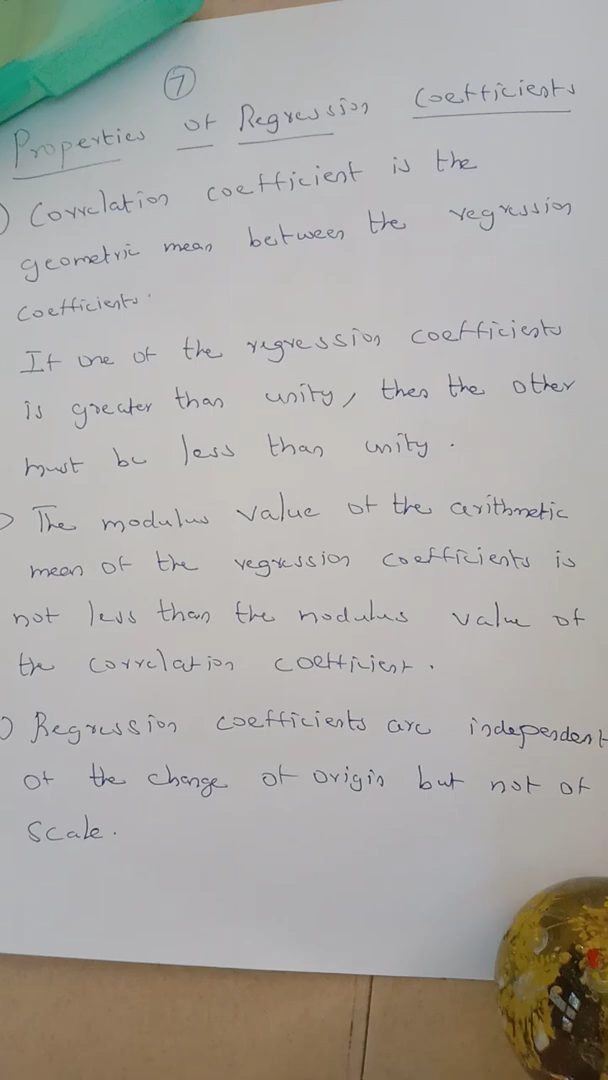 7
Properties of Regression Coefficients
) Correlation coefficient is the
geometric mean between the regression
coefficients.
If one of the regression coefficients
is greater than unity, then the other
must be less than unity.
) The modulus value of the arithmetic
mean of the regression coefficients is
not less than the modulus value of
the correlation coefficient.
) Regression coefficients are independent
of the change of origin but not of
scale.